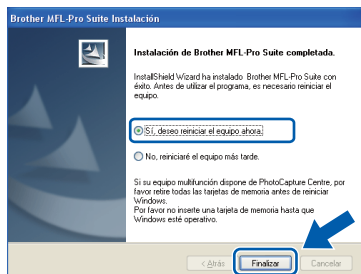 Brother MFL-Pro Suite Instalación
Instalación de Brother MFL-Pro Suite completada.
InstallShield Wizard ha instalado Brother MFL-Pro Suite con
éxito. Antes de utilizar el programa, es necesario reiniciar el
equipo.
Sí, deseo reiniciar el equipo ahora.
No, reiniciaré el equipo más tarde.
Si su equipo multifunción dispone de PhotoCapture Centre, por
favor retire todas las tarjetas de memoria antes de reiniciar
Windows.
Por favor no inserte una tarjeta de memoria hasta que
Windows esté operativo.
< Atrás Finalizar Cancelar